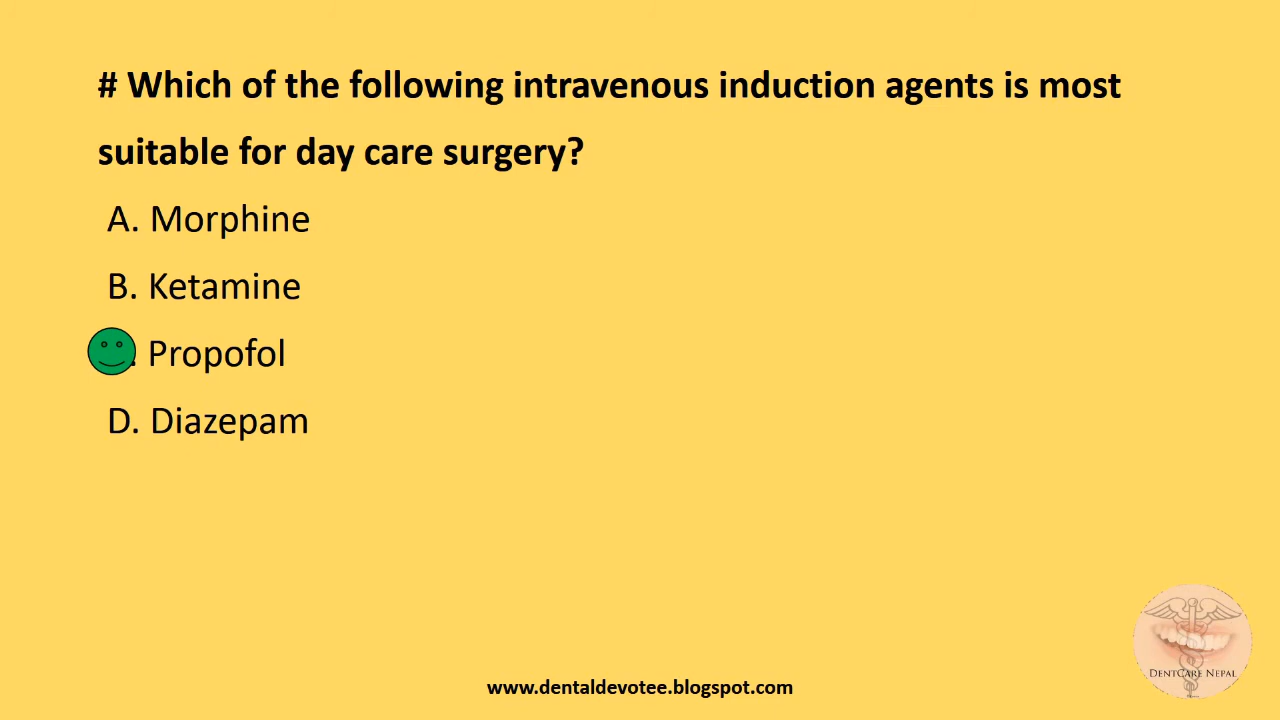 # Which of the following intravenous induction agents is most
suitable for day care surgery?
A. Morphine
B. Ketamine
. Propofol
D. Diazepam
DentCare Nepal
www.dentaldevotee.blogspot.com